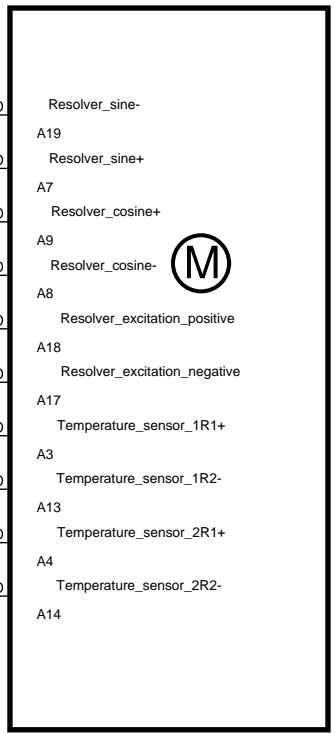 Resolver_sine-
A19
Resolver_sine+
A7
Resolver_cosine+
A9
Resolver_cosine-
M
A8
Resolver_excitation_positive
A18
Resolver_excitation_negative
A17
Temperature_sensor_1R1+
A3
Temperature_sensor_1R2-
A13
Temperature_sensor_2R1+
A4
Temperature_sensor_2R2-
A14